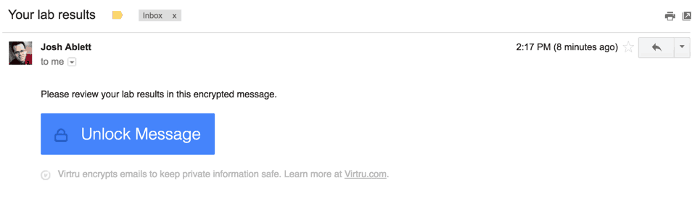 Your lab results
Inbox x
Josh Ablett
2:17 PM (8 minutes ago)
to me
Please review your lab results in this encrypted message.
Unlock Message
Virtru encrypts emails to keep private information safe. Learn more at Virtru.com.